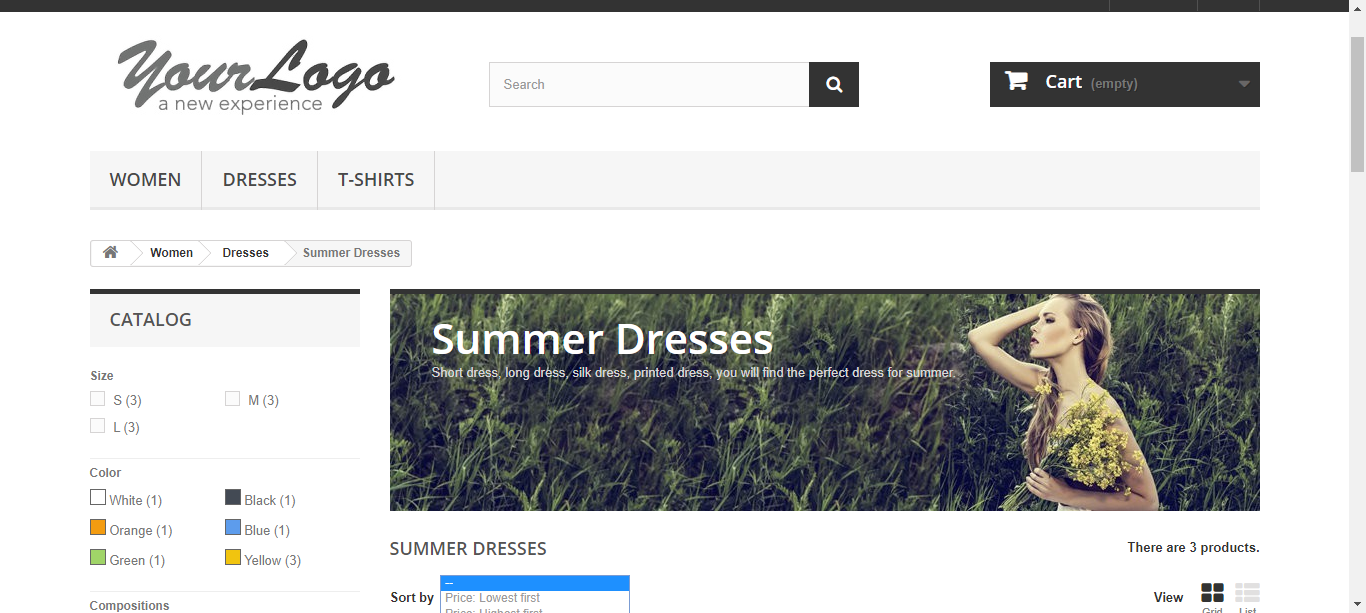 YourLogo
a new experience
Search
Cart (empty)
WOMEN
DRESSES
T-SHIRTS
Women
Dresses
Summer Dresses
CATALOG
Size
S (3)
M (3)
L (3)
Color
White (1)
Black (1)
Orange (1)
Blue (1)
Green (1)
Yellow (3)
Compositions
Summer Dresses
Short dress, long dress, silk dress, printed dress, you will find the perfect dress for summer.
SUMMER DRESSES
There are 3 products.
Sort by
--
Price: Lowest first
Price: Highest first
View
Grid
List